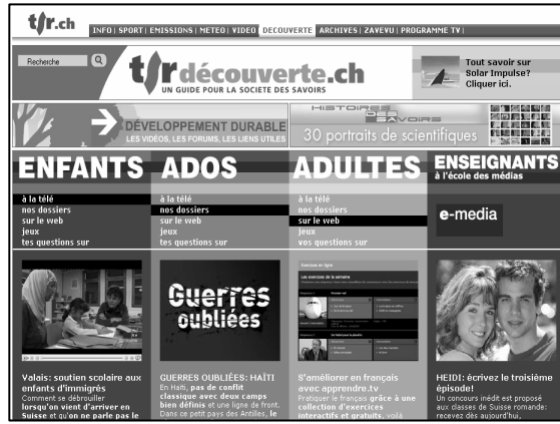 tsr.ch
INFO | SPORT | EMISSIONS | METEO | VIDEO | DECOUVERTE | ARCHIVES | ZAVEVU | PROGRAMME TV |
Recherche
tsrdécouverte.ch
UN GUIDE POUR LA SOCIETE DES SAVOIRS
Tout savoir sur
Solar Impulse?
Cliquer ici.
DÉVELOPPEMENT DURABLE
LES VIDÉOS, LES FORUMS, LES LIENS UTILES
HISTOIRES
DES
SAVOIRS
30 portraits de scientifiques
ENFANTS
à la télé
nos dossiers
sur le web
jeux
tes questions sur
ADOS
à la télé
nos dossiers
sur le web
jeux
tes questions sur
ADULTES
à la télé
nos dossiers
sur le web
jeux
vos questions sur
ENSEIGNANTS
à l'école des médias
e-media
Valais: soutien scolaire aux
enfants d'immigrés
Comment se débrouiller
lorsqu'on vient d'arriver en
Suisse et qu'on ne parle pas le
Guerres
oubliées
GUERRES OUBLIÉES: HAÏTI
En Haïti, pas de conflit
classique avec deux camps
bien définis et une ligne de front.
Dans ce petit pays des Antilles, le
S'améliorer en français
avec apprendre.tv
Pratiquer le français grâce à une
collection d'exercices
interactifs et gratuits, voilà
HEIDI: écrivez le troisième
épisode!
Un concours inédit est proposé
aux classes de Suisse romande:
recevez dès aujourd'hui,